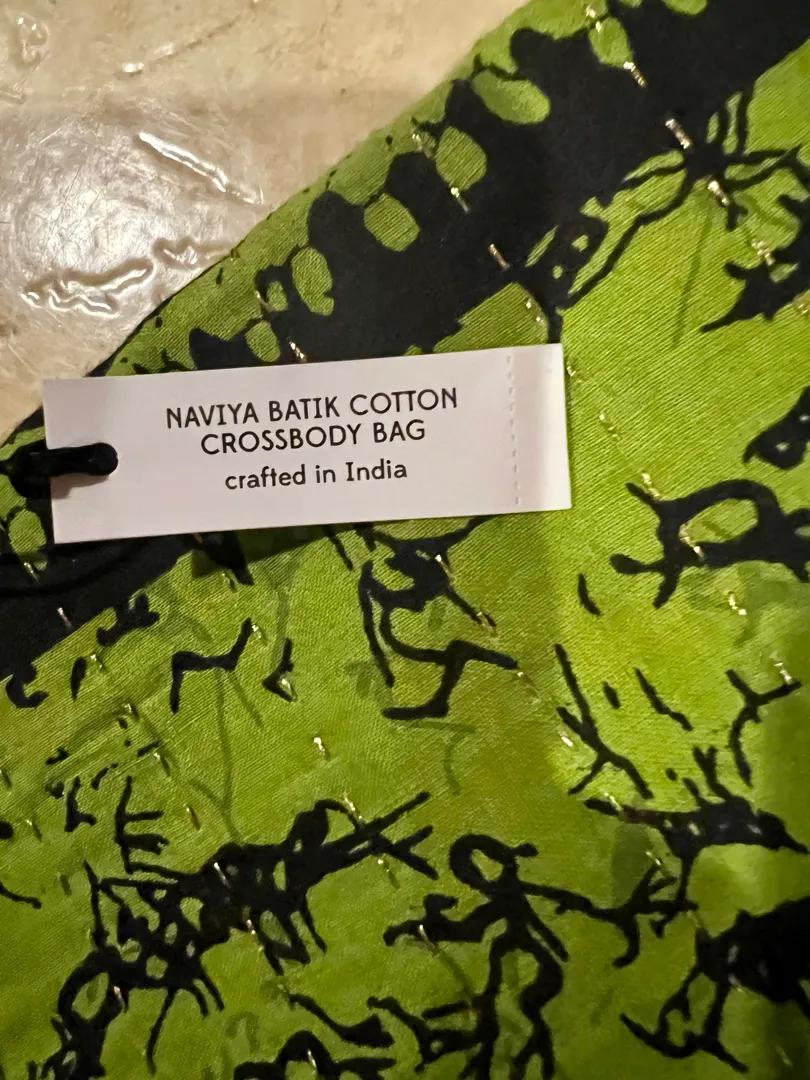 NAVIYA BATIK COTTON
CROSSBODY BAG
crafted in India